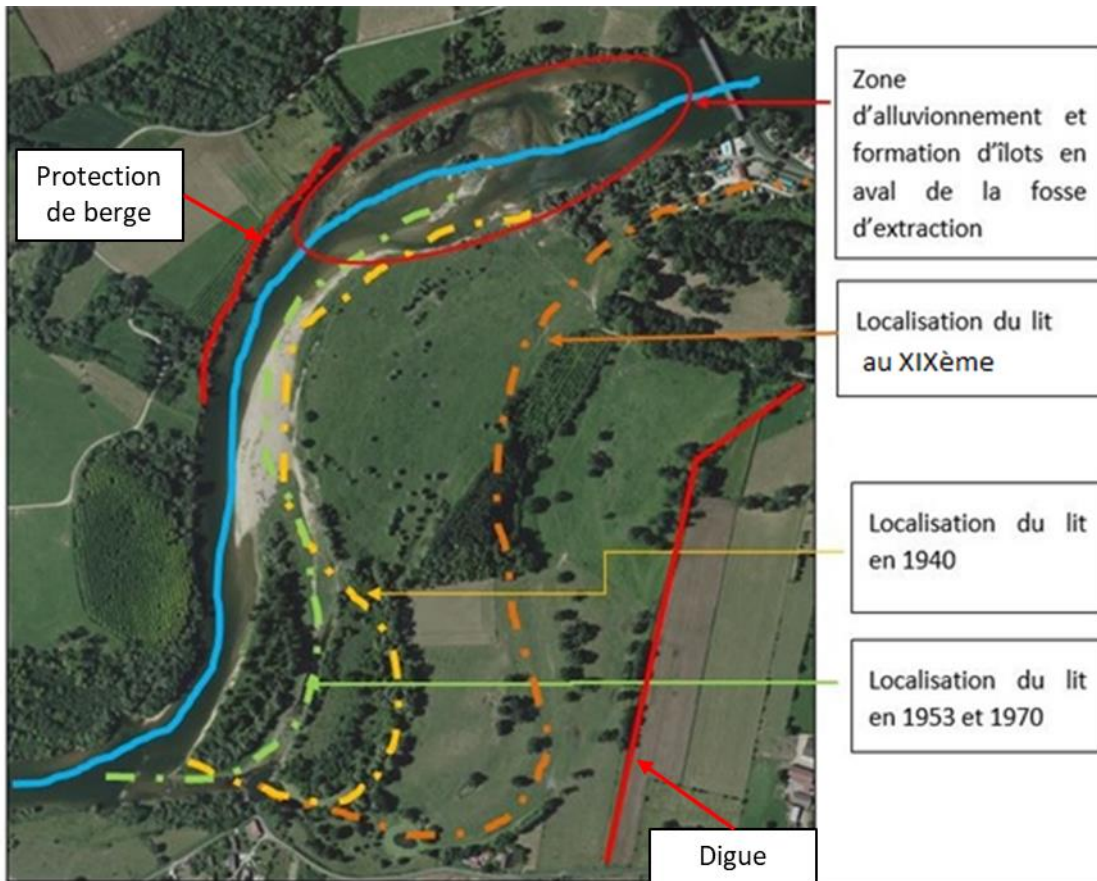 Zone
d'alluvionnement et
formation d'îlots en
aval de la fosse
d'extraction
Protection
de berge
Localisation du lit
au XIXème
Localisation du lit
en 1940
Localisation du lit
en 1953 et 1970
Digue